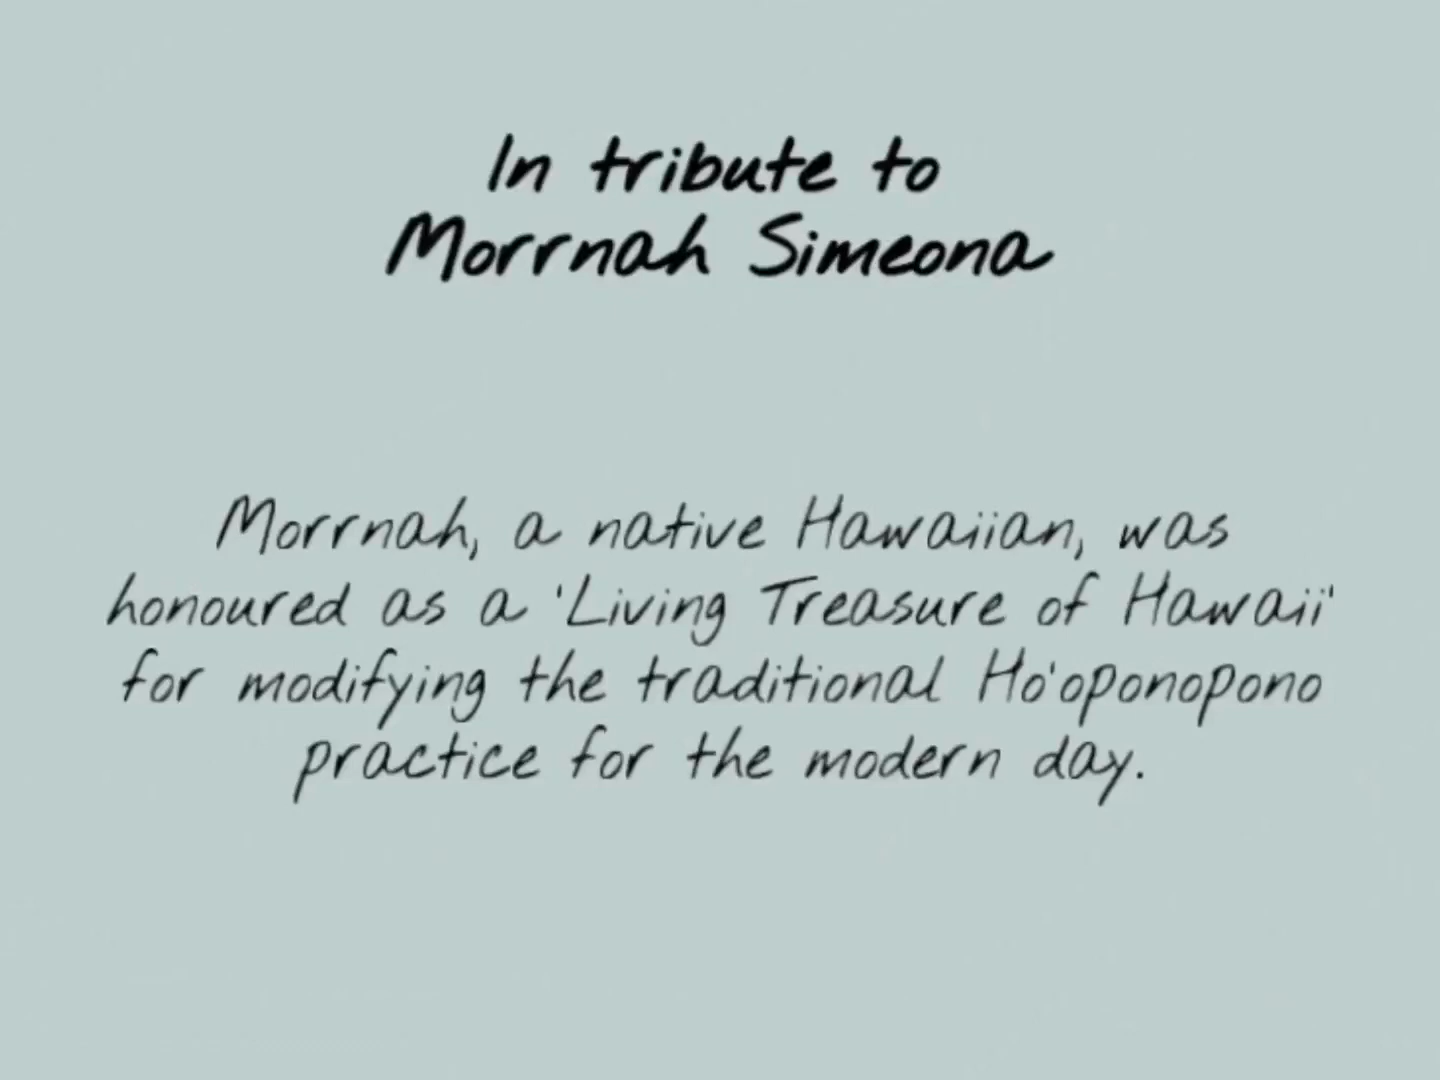 In tribute to
Morrnah Simeona
Morrnah, a native Hawaiian, was
honoured as a 'Living Treasure of Hawaii'
for modifying the traditional Ho'oponopono
practice for the modern day.